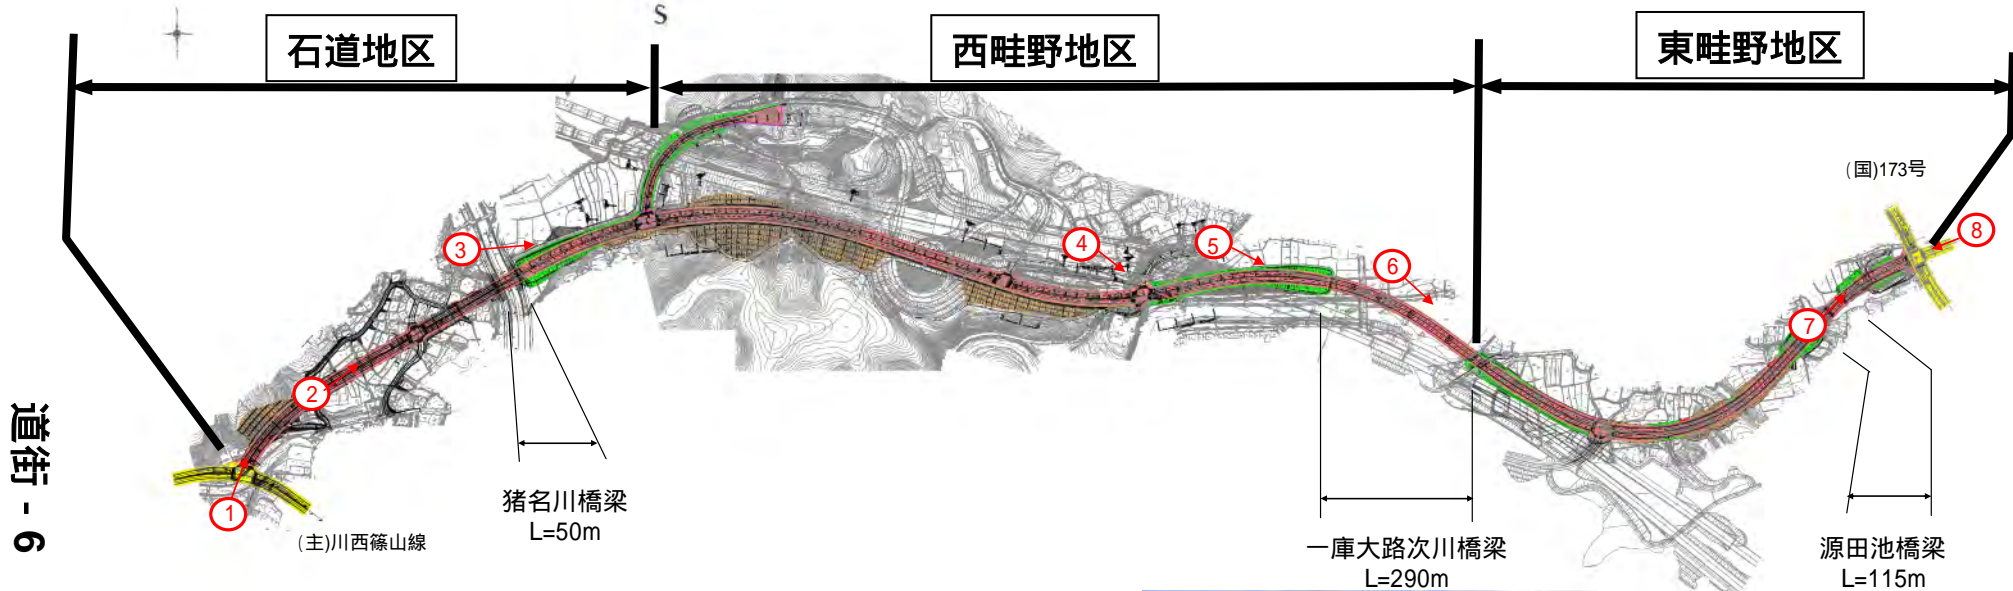 S
石道地区
西畦野地区
東畦野地区
(国)173号
8
3
4
5
6
7
2
1
猪名川橋梁
L=50m
(主)川西篠山線
一庫大路次川橋梁
L=290m
源田池橋梁
L=115m
道街 - 6